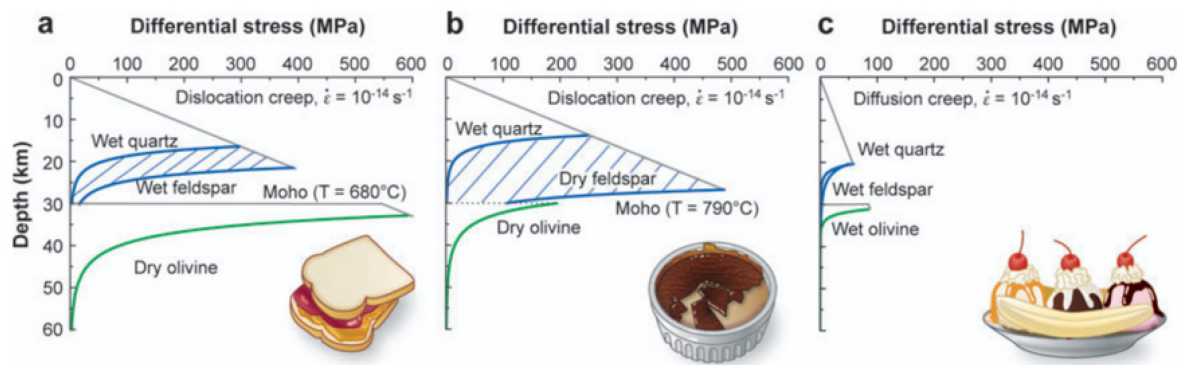 a Differential stress (MPa)
0 100 200 300 400 500 600
0
10
20
30
40
50
60
Depth (km)
Dislocation creep, ε̇ = 10⁻¹⁴ s⁻¹
Wet quartz
Wet feldspar
Moho (T = 680°C)
Dry olivine
b Differential stress (MPa)
0 100 200 300 400 500 600
Dislocation creep, ε̇ = 10⁻¹⁴ s⁻¹
Wet quartz
Dry feldspar
Moho (T = 790°C)
Dry olivine
c Differential stress (MPa)
0 100 200 300 400 500 600
Diffusion creep, ε̇ = 10⁻¹⁴ s⁻¹
Wet quartz
Wet feldspar
Wet olivine